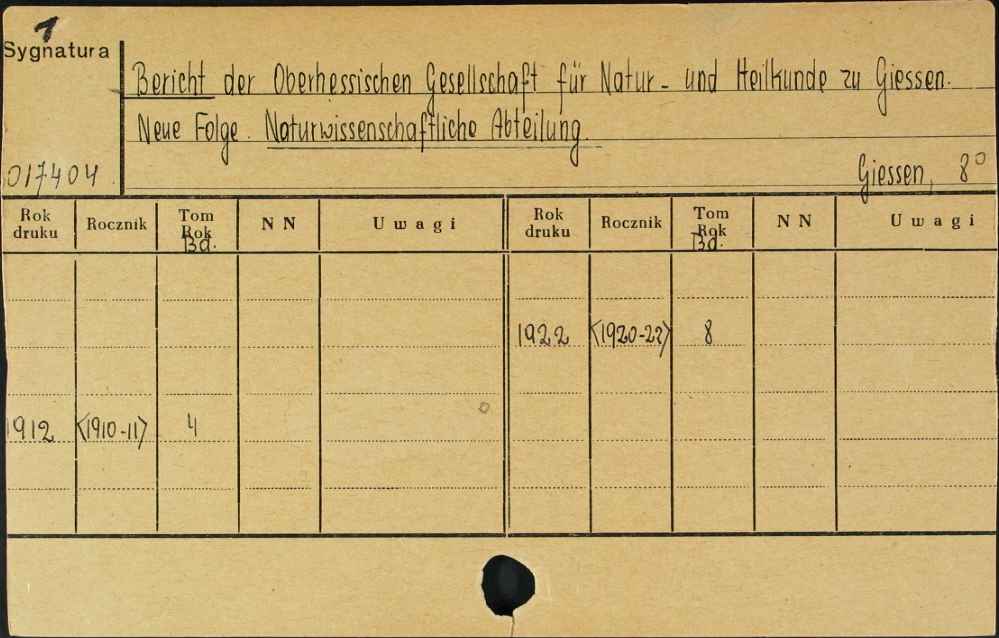 1
Sygnatura
Bericht der Oberhessischen Gesellschaft für Natur- und Heilkunde zu Giessen.
Neue Folge. Naturwissenschaftliche Abteilung.
017404
Giessen, 8°
Rok druku Rocznik Tom Rok Bd. N N Uwagi Rok druku Rocznik Tom Rok Bd. N N Uwagi
1922 <1920-22> 8
1912 <1910-11> 4